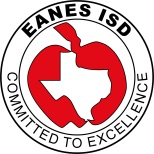 EANES ISD
COMMITTED TO EXCELLENCE